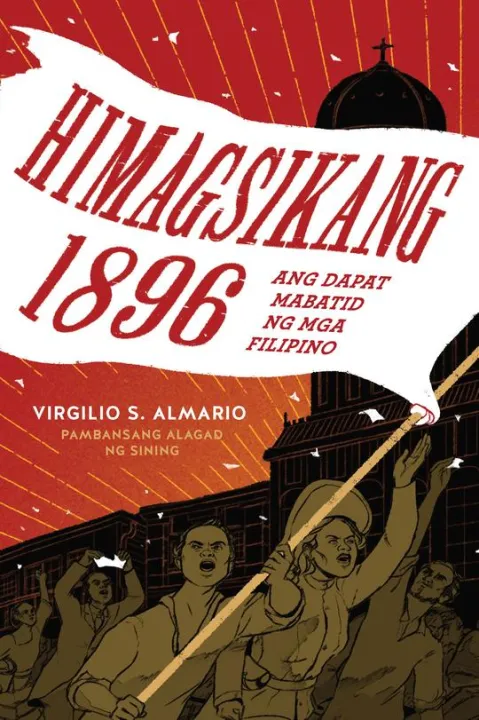 HIMAGSIKANG
1896
ANG DAPAT
MABATID
NG MGA
FILIPINO
VIRGILIO S. ALMARIO
PAMBANSANG ALAGAD
NG SINING